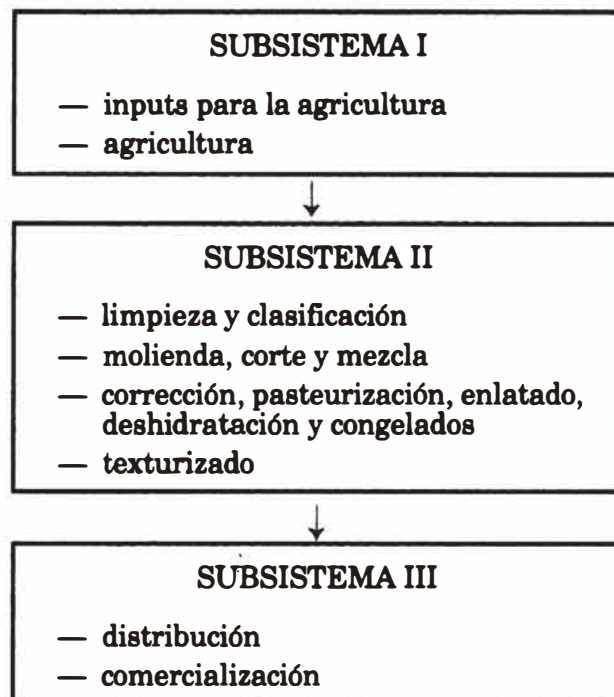 SUBSISTEMA I
— inputs para la agricultura
— agricultura
SUBSISTEMA II
— limpieza y clasificación
— molienda, corte y mezcla
— corrección, pasteurización, enlatado,
deshidratación y congelados
— texturizado
SUBSISTEMA III
— distribución
— comercialización